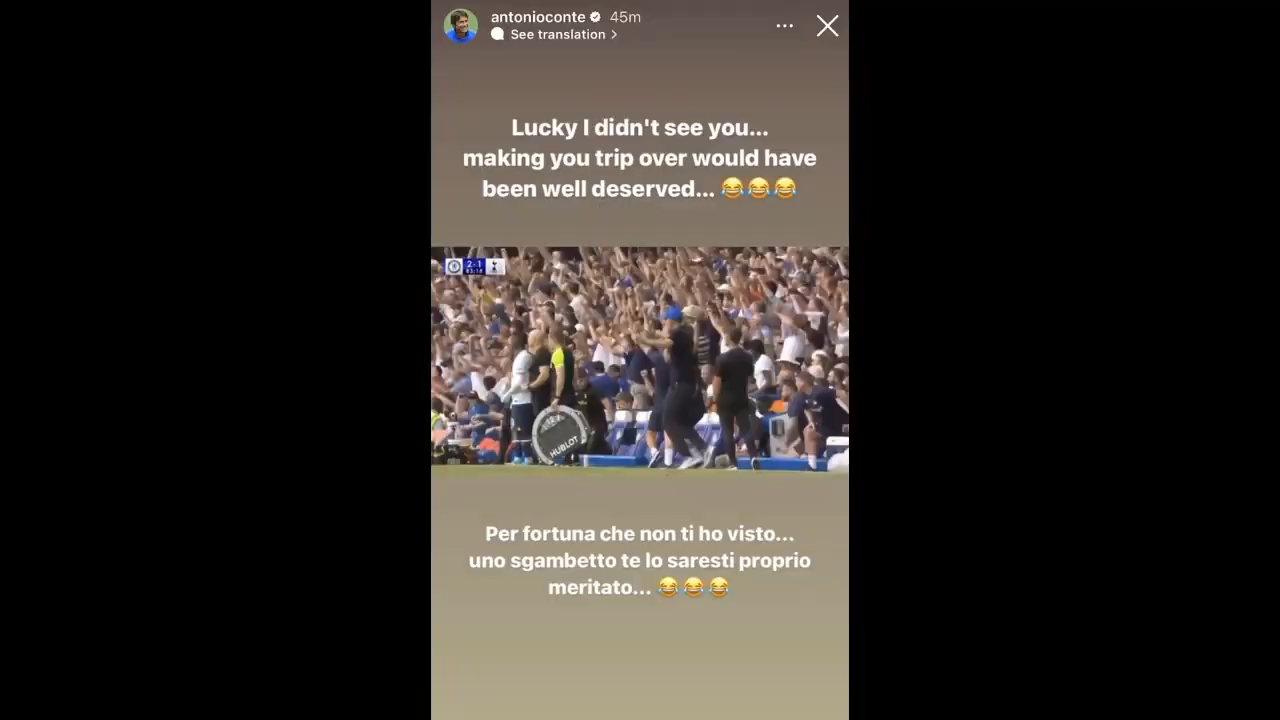 antonioconte 45m
See translation >
Lucky I didn't see you...
making you trip over would have
been well deserved... 😂😂😂
2-1
HUBLOT
Per fortuna che non ti ho visto...
uno sgambetto te lo saresti proprio
meritato... 😂😂😂